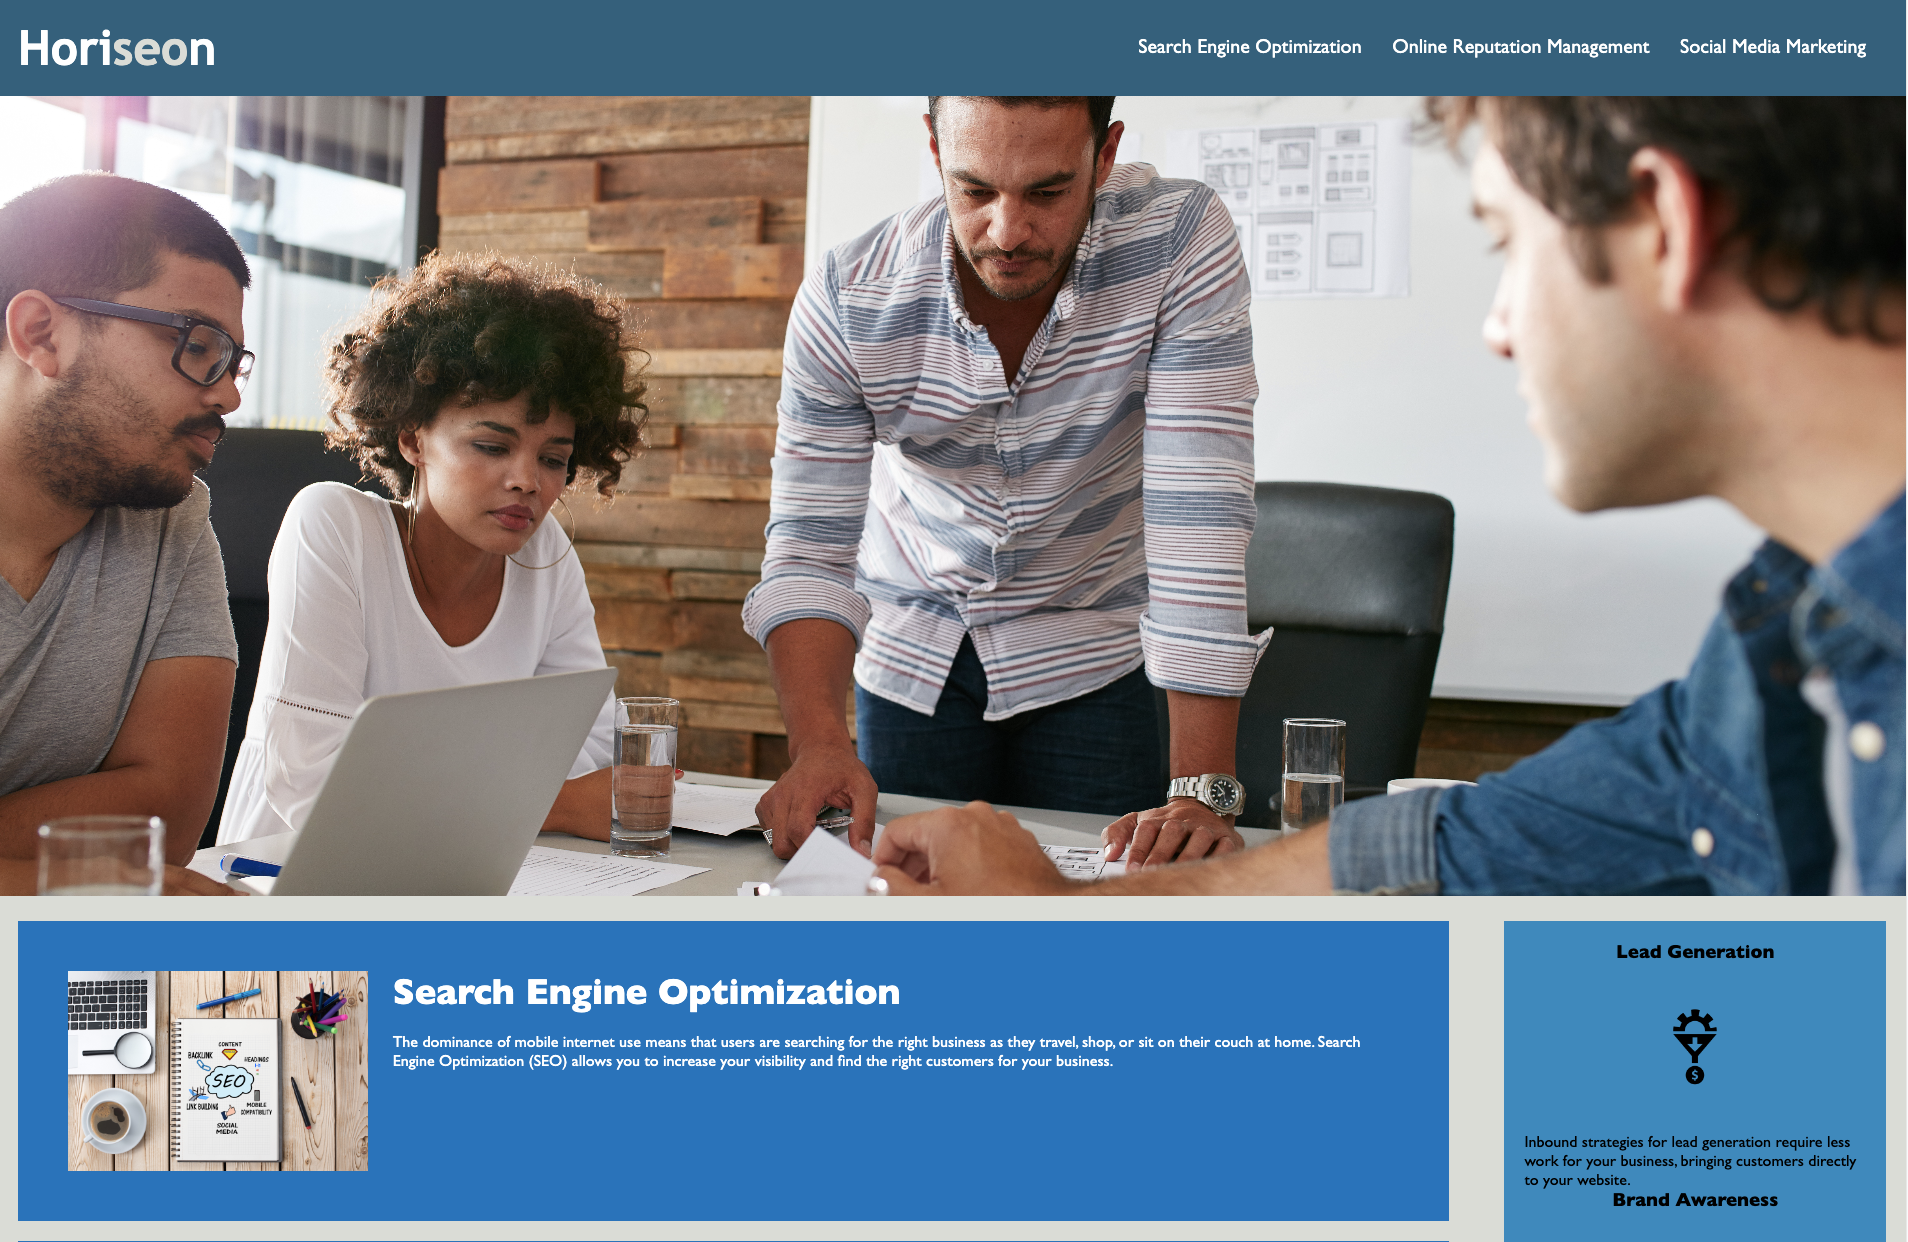 Horiseon
Search Engine Optimization
Online Reputation Management
Social Media Marketing
Search Engine Optimization
The dominance of mobile internet use means that users are searching for the right business as they travel, shop, or sit on their couch at home. Search
Engine Optimization (SEO) allows you to increase your visibility and find the right customers for your business.
CONTENT
BACKLINK
HEADINGS
SEO
LINK BUILDING
MOBILE
COMPATIBILITY
SOCIAL
MEDIA
Lead Generation
$
Inbound strategies for lead generation require less
work for your business, bringing customers directly
to your website.
Brand Awareness